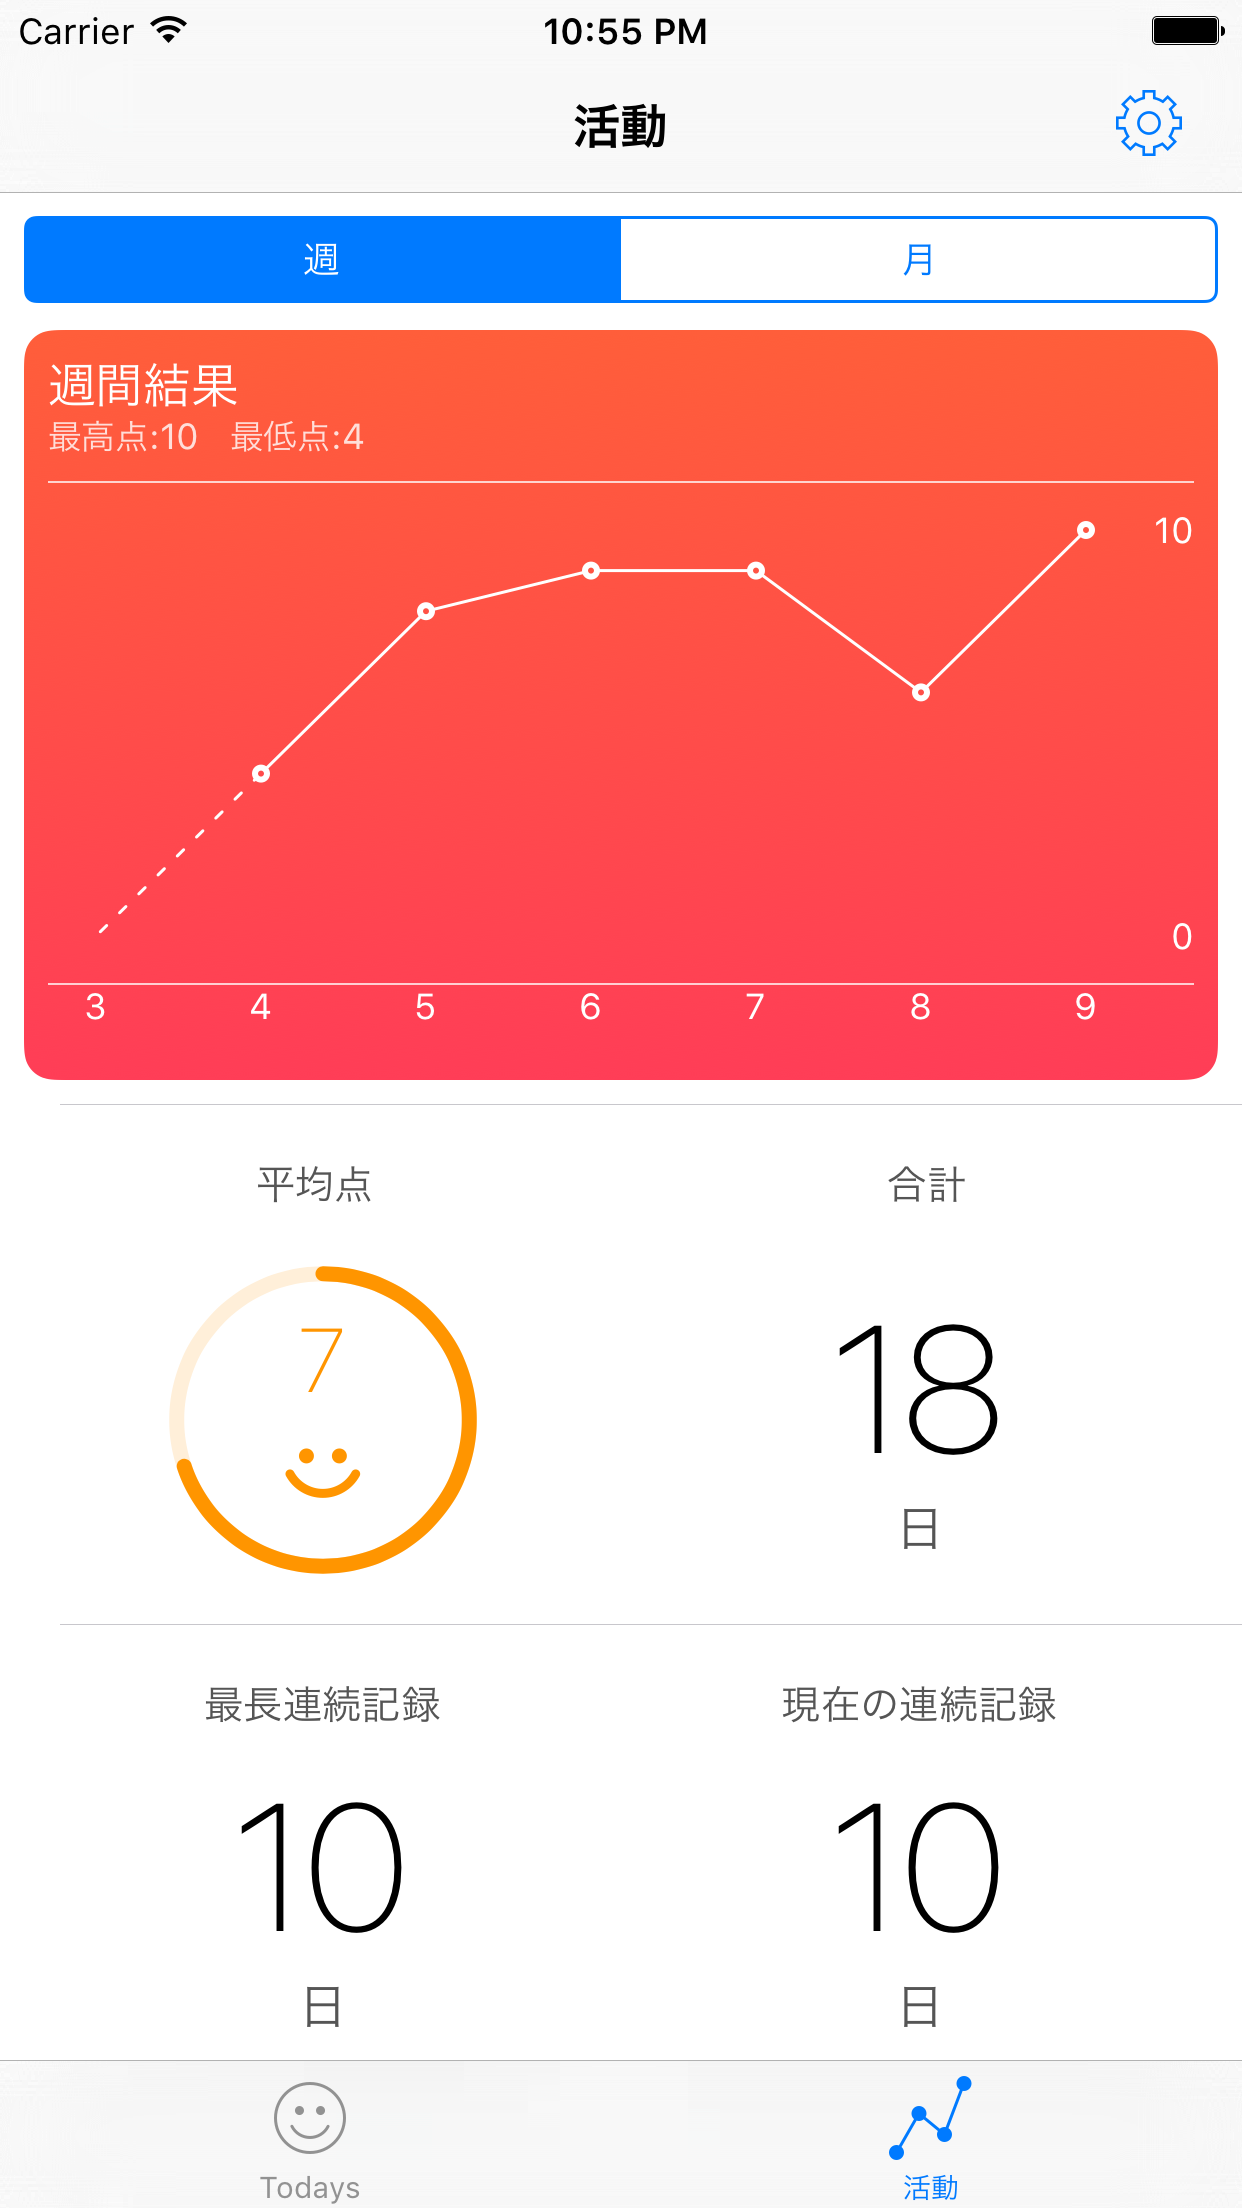 Carrier 10:55 PM
活動
週 月
週間結果
最高点:10 最低点:4
10
0
3 4 5 6 7 8 9
平均点 合計
7
18
日
最長連続記録 現在の連続記録
10 10
日 日
Todays 活動